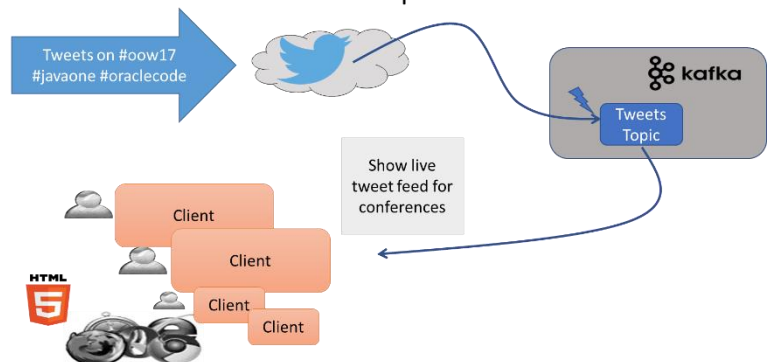 Tweets on #oow17
#javaone #oraclecode
kafka
Tweets
Topic
Show live
tweet feed for
conferences
Client
Client
Client
Client
HTML
5